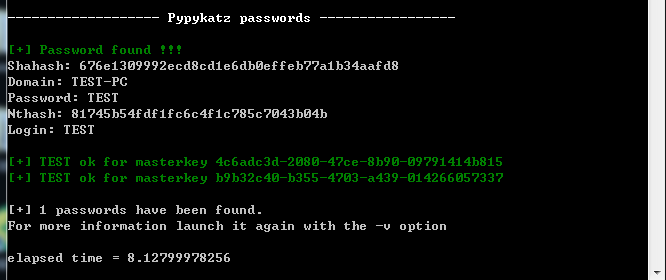 ------------------- Pypykatz passwords -----------------
[+] Password found !!!
Shahash: 676e1309992ecd8cd1e6db0effeb77a1b34aafd8
Domain: TEST-PC
Password: TEST
Nthash: 81745b54fdf1fc6c4f1c785c7043b04b
Login: TEST
[+] TEST ok for masterkey 4c6adc3d-2080-47ce-8b90-09791414b815
[+] TEST ok for masterkey b9b32c40-b355-4703-a439-014266057337
[+] 1 passwords have been found.
For more information launch it again with the -v option
elapsed time = 8.12799978256